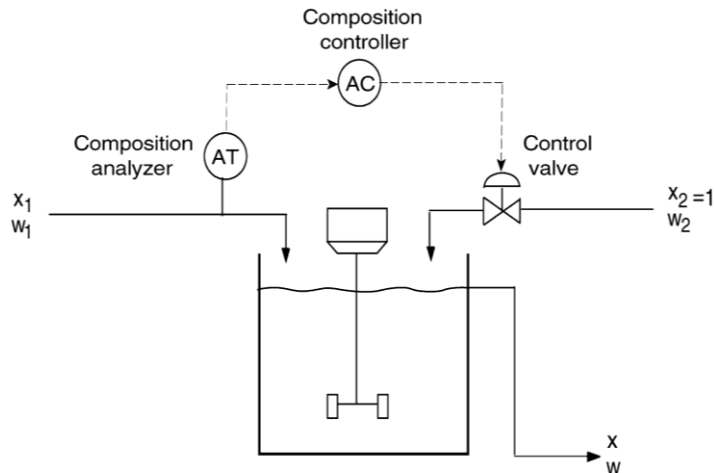 Composition
controller
AC
Composition
analyzer
AT
Control
valve
x₁
w₁
x₂ =1
w₂
x
w